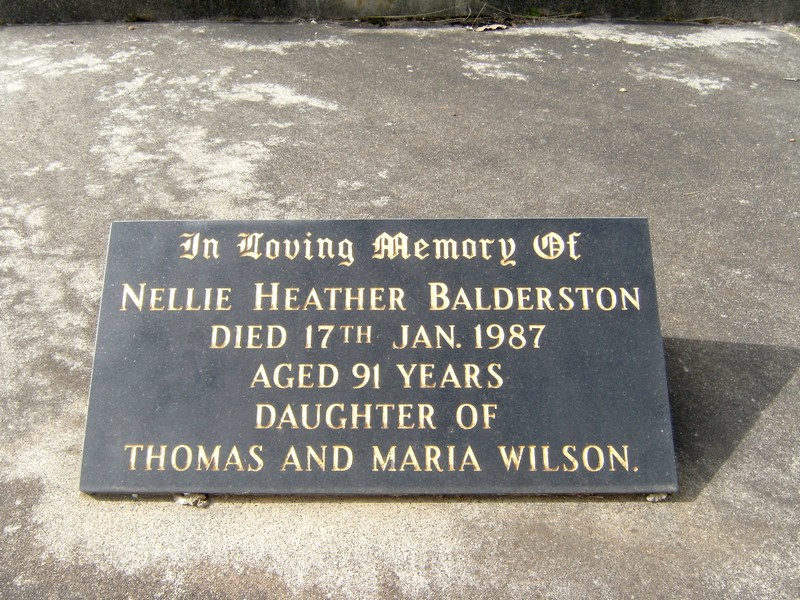 In Loving Memory Of
NELLIE HEATHER BALDERSTON
DIED 17TH JAN. 1987
AGED 91 YEARS
DAUGHTER OF
THOMAS AND MARIA WILSON.